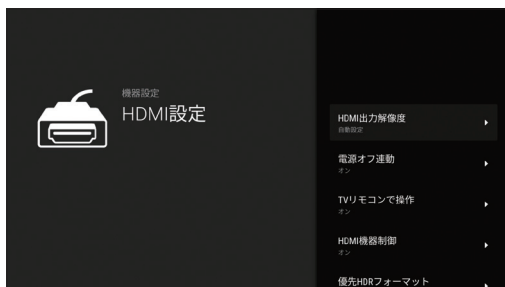 機器設定
HDMI設定
HDMI出力解像度
自動設定
電源オフ連動
オン
TVリモコンで操作
オン
HDMI機器制御
オン
優先HDRフォーマット